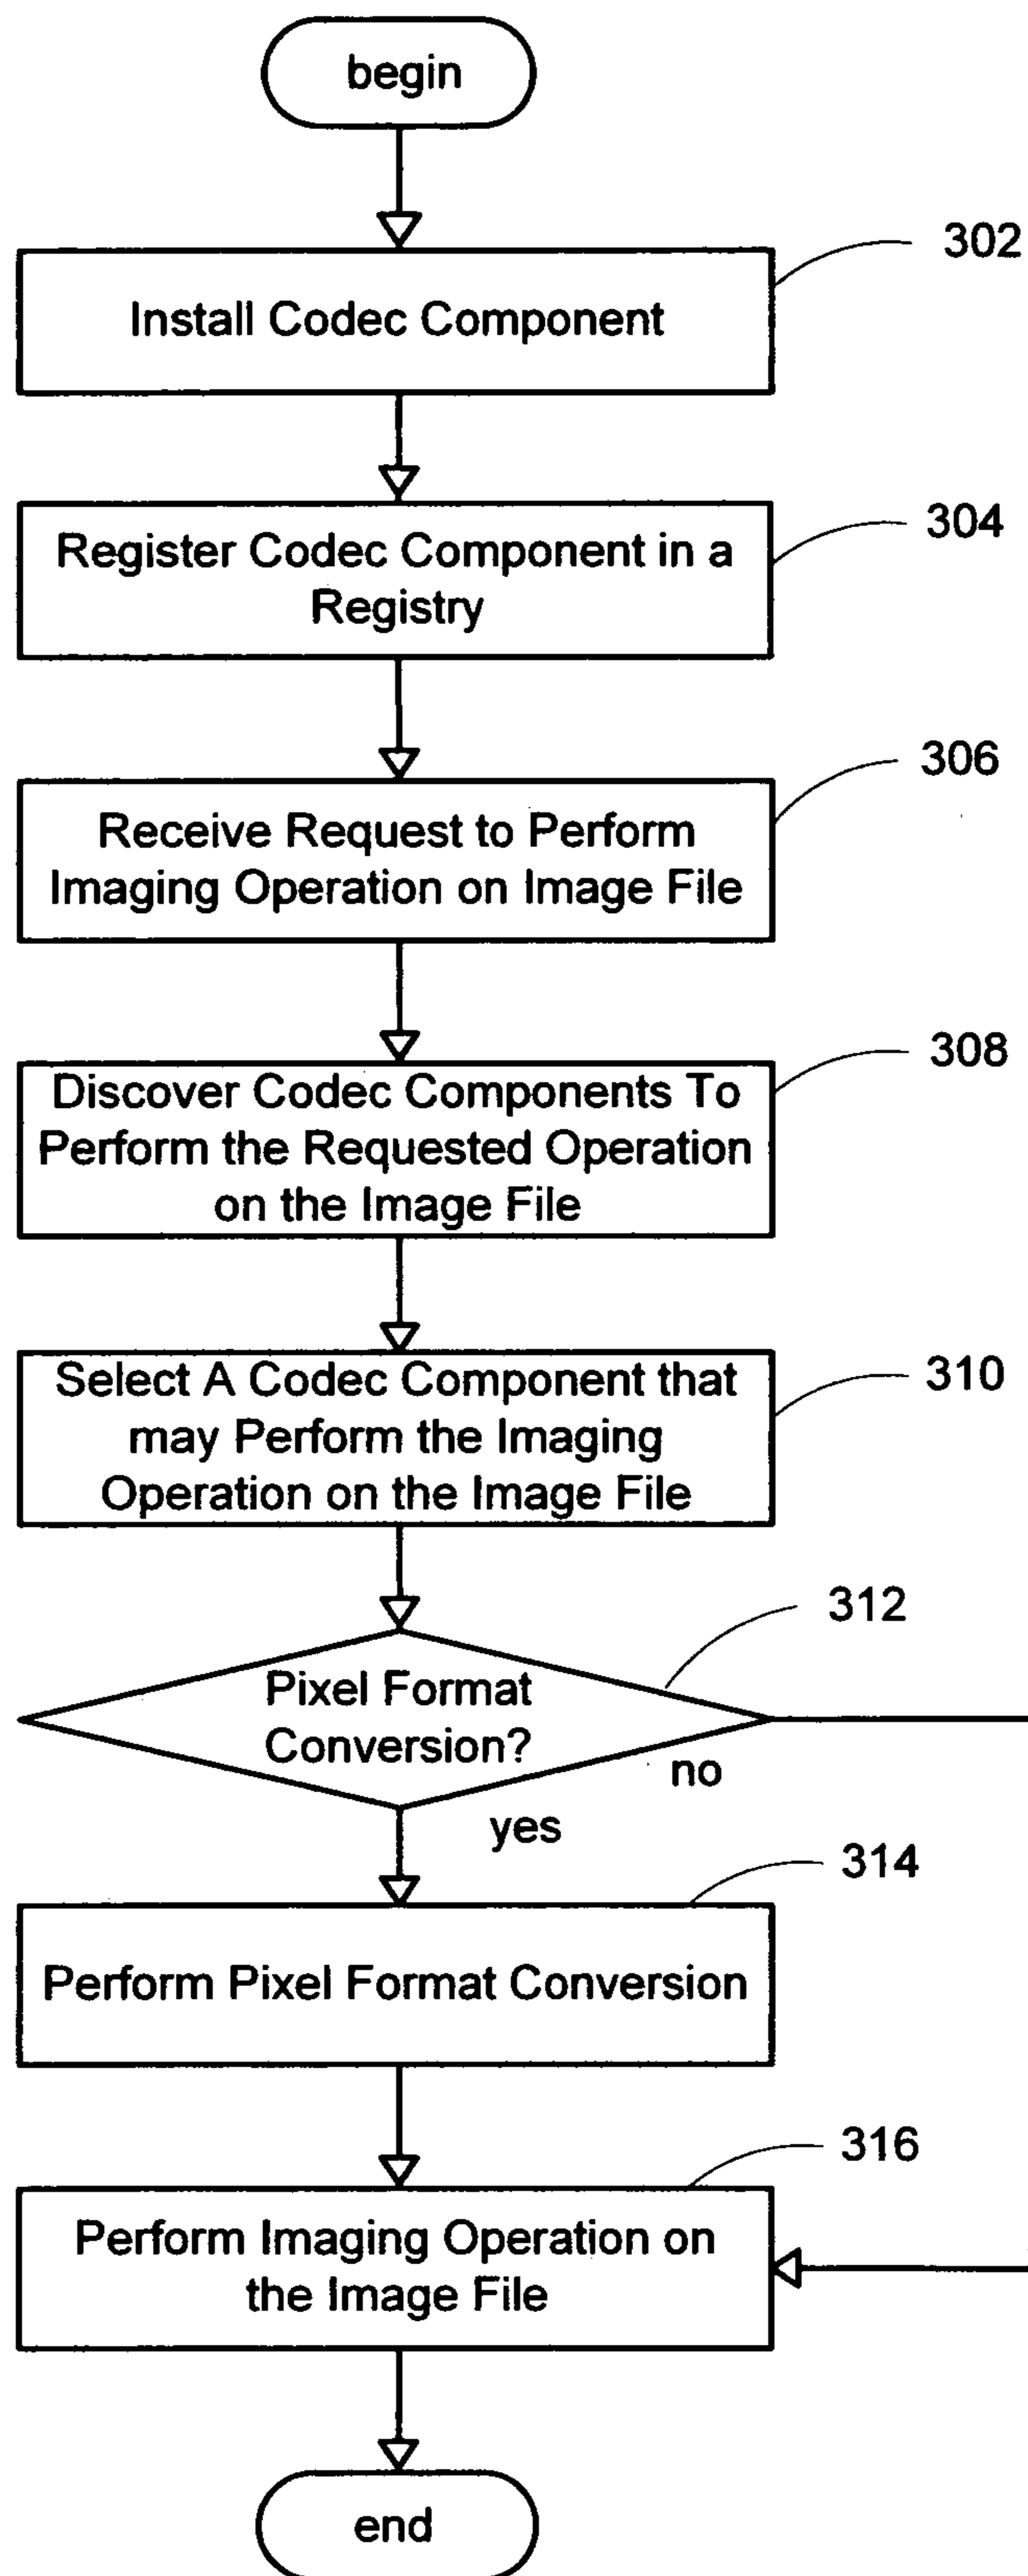 begin
302
Install Codec Component
304
Register Codec Component in a
Registry
306
Receive Request to Perform
Imaging Operation on Image File
308
Discover Codec Components To
Perform the Requested Operation
on the Image File
310
Select A Codec Component that
may Perform the Imaging
Operation on the Image File
312
Pixel Format
Conversion?
no
yes
314
Perform Pixel Format Conversion
316
Perform Imaging Operation on
the Image File
end